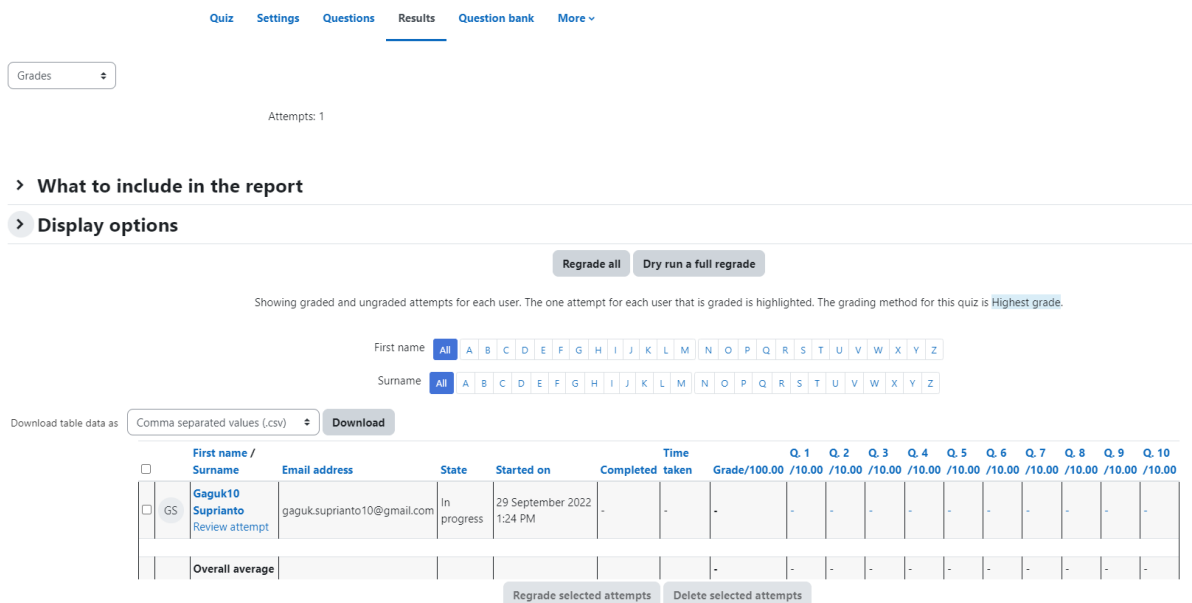 Quiz Settings Questions Results Question bank More
Grades
Attempts: 1
What to include in the report
Display options
Regrade all Dry run a full regrade
Showing graded and ungraded attempts for each user. The one attempt for each user that is graded is highlighted. The grading method for this quiz is Highest grade.
First name All A B C D E F G H I J K L M N O P Q R S T U V W X Y Z
Surname All A B C D E F G H I J K L M N O P Q R S T U V W X Y Z
Download table data as Comma separated values (.csv) Download
First name / Time Q. 1 Q. 2 Q. 3 Q. 4 Q. 5 Q. 6 Q. 7 Q. 8 Q. 9 Q. 10
Surname Email address State Started on Completed taken Grade/100.00 /10.00 /10.00 /10.00 /10.00 /10.00 /10.00 /10.00 /10.00 /10.00 /10.00
Gaguk10
GS Suprianto gaguk.suprianto10@gmail.com In progress 29 September 2022 1:24 PM - - - - - - - - - - - - -
Review attempt
Overall average - - - - - - - - - - -
Regrade selected attempts Delete selected attempts